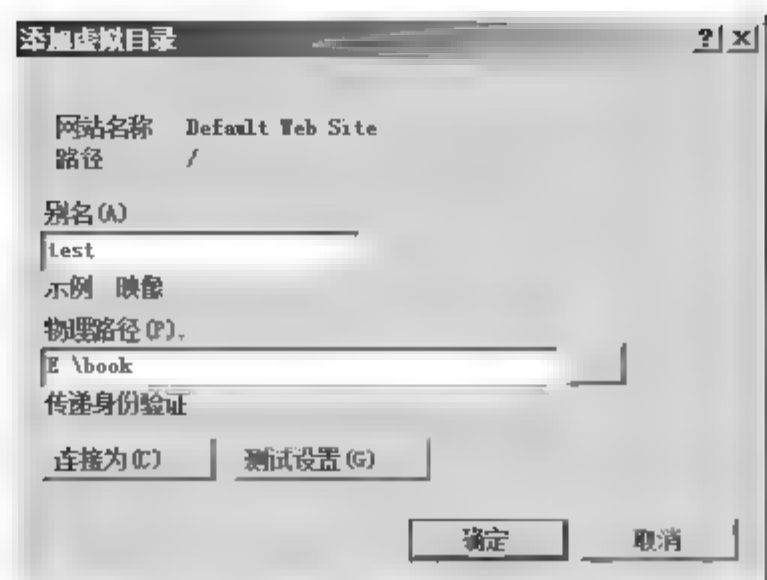 添加虚拟目录
网站名称 Default Web Site
路径 /
别名(A)
test
示例 映像
物理路径(P).
E \book
传递身份验证
连接为(C) 测试设置(G)
确定 取消